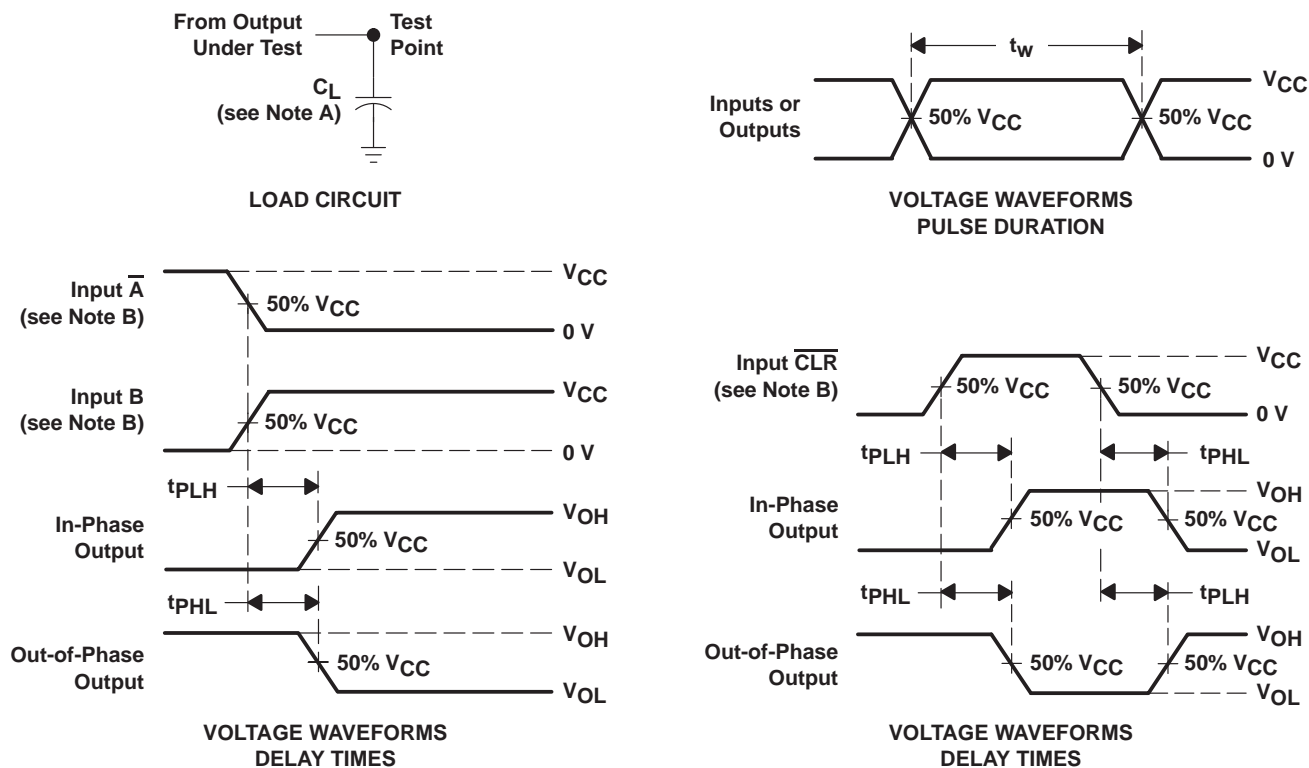 From Output
Under Test
Test
Point
CL
(see Note A)
LOAD CIRCUIT
tw
Inputs or
Outputs
50% VCC
50% VCC
VCC
0 V
VOLTAGE WAVEFORMS
PULSE DURATION
Input A̅
(see Note B)
50% VCC
VCC
0 V
Input B
(see Note B)
50% VCC
VCC
0 V
tPLH
In-Phase
Output
50% VCC
VOH
VOL
tPHL
Out-of-Phase
Output
50% VCC
VOH
VOL
VOLTAGE WAVEFORMS
DELAY TIMES
Input C̅L̅R̅
(see Note B)
50% VCC
50% VCC
VCC
0 V
tPLH
tPHL
In-Phase
Output
50% VCC
50% VCC
VOH
VOL
tPHL
tPLH
Out-of-Phase
Output
50% VCC
50% VCC
VOH
VOL
VOLTAGE WAVEFORMS
DELAY TIMES